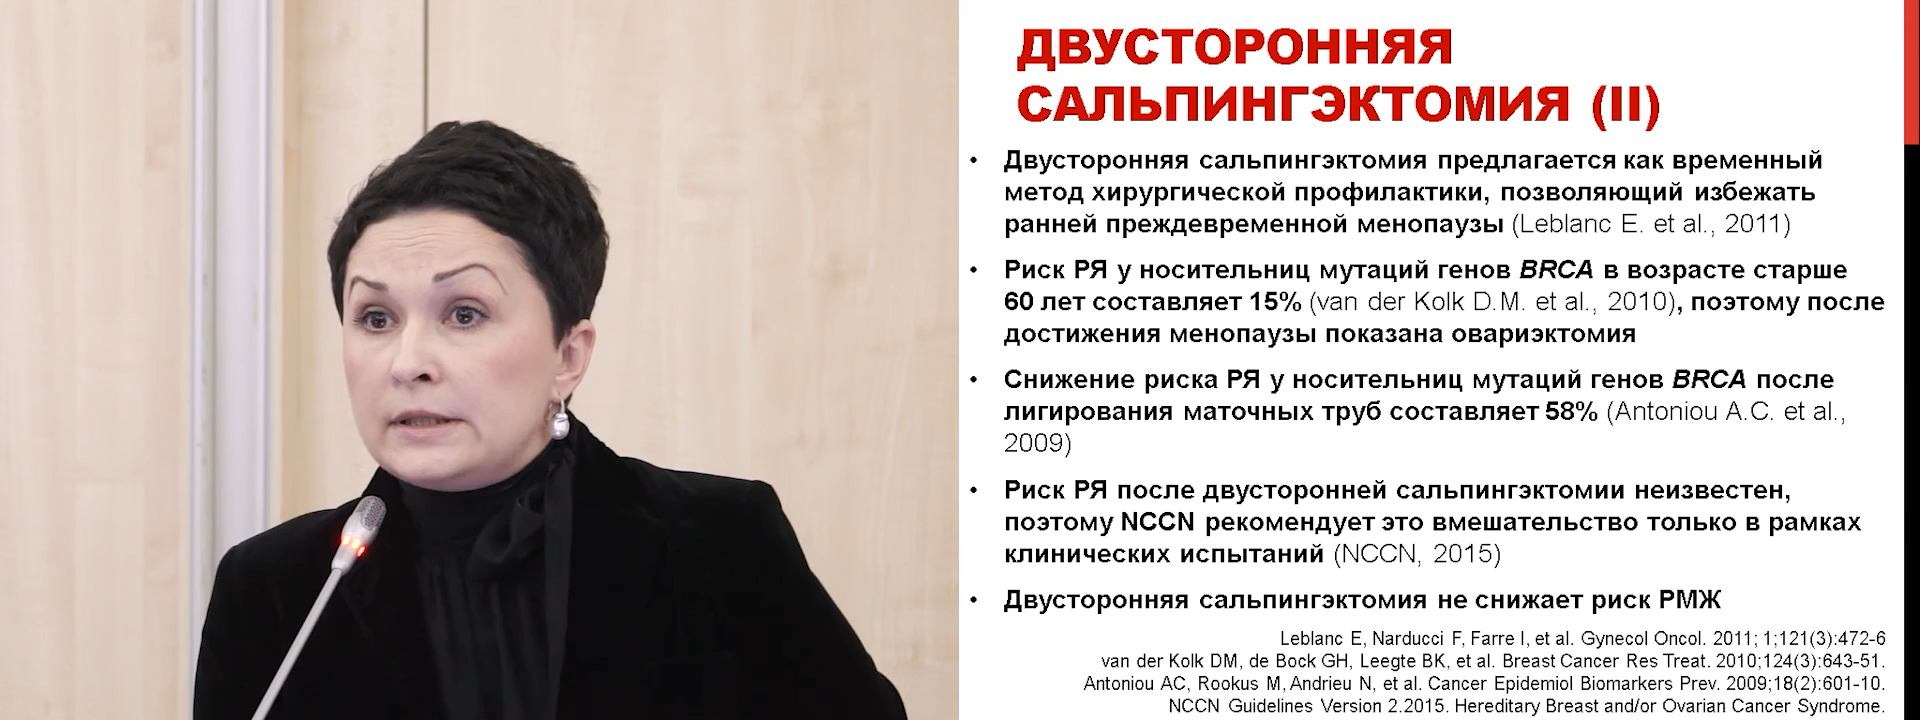 ДВУСТОРОННЯЯ
САЛЬПИНГЭКТОМИЯ (II)
• Двусторонняя сальпингэктомия предлагается как временный
метод хирургической профилактики, позволяющий избежать
ранней преждевременной менопаузы (Leblanc E. et al., 2011)
• Риск РЯ у носительниц мутаций генов BRCA в возрасте старше
60 лет составляет 15% (van der Kolk D.M. et al., 2010), поэтому после
достижения менопаузы показана овариэктомия
• Снижение риска РЯ у носительниц мутаций генов BRCA после
лигирования маточных труб составляет 58% (Antoniou A.C. et al.,
2009)
• Риск РЯ после двусторонней сальпингэктомии неизвестен,
поэтому NCCN рекомендует это вмешательство только в рамках
клинических испытаний (NCCN, 2015)
• Двусторонняя сальпингэктомия не снижает риск РМЖ
Leblanc E, Narducci F, Farre I, et al. Gynecol Oncol. 2011; 1;121(3):472-6
van der Kolk DM, de Bock GH, Leegte BK, et al. Breast Cancer Res Treat. 2010;124(3):643-51.
Antoniou AC, Rookus M, Andrieu N, et al. Cancer Epidemiol Biomarkers Prev. 2009;18(2):601-10.
NCCN Guidelines Version 2.2015. Hereditary Breast and/or Ovarian Cancer Syndrome.